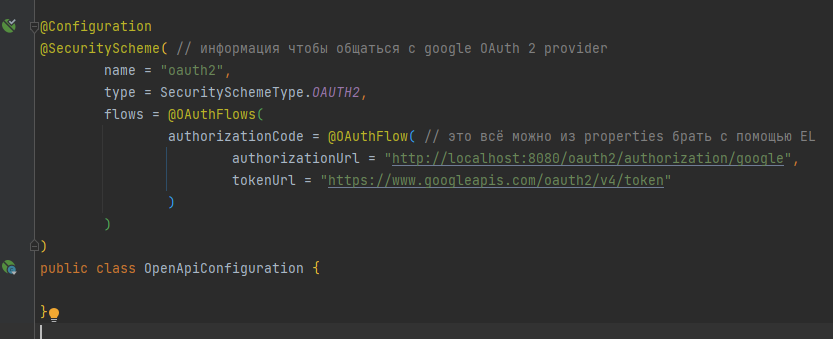 @Configuration
@SecurityScheme( // информация чтобы общаться с google OAuth 2 provider
name = "oauth2",
type = SecuritySchemeType.OAUTH2,
flows = @OAuthFlows(
authorizationCode = @OAuthFlow( // это всё можно из properties брать с помощью EL
authorizationUrl = "http://localhost:8080/oauth2/authorization/google",
tokenUrl = "https://www.googleapis.com/oauth2/v4/token"
)
)
)
public class OpenApiConfiguration {
}